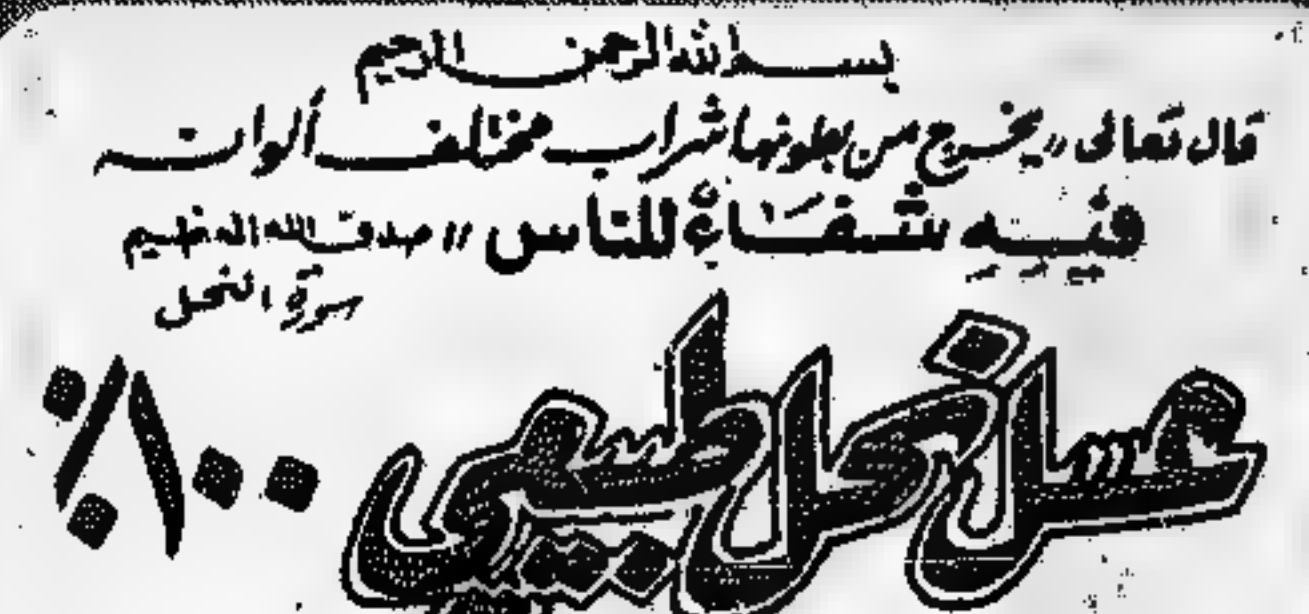 بسم الله الرحمن الرحيم
قال تعالى « يخرج من بطونها شراب مختلف ألوانه
فيه شفاءٌ للناس » صدق الله العظيم
سورة النحل
عسل نحل طبيعي ١٠٠٪